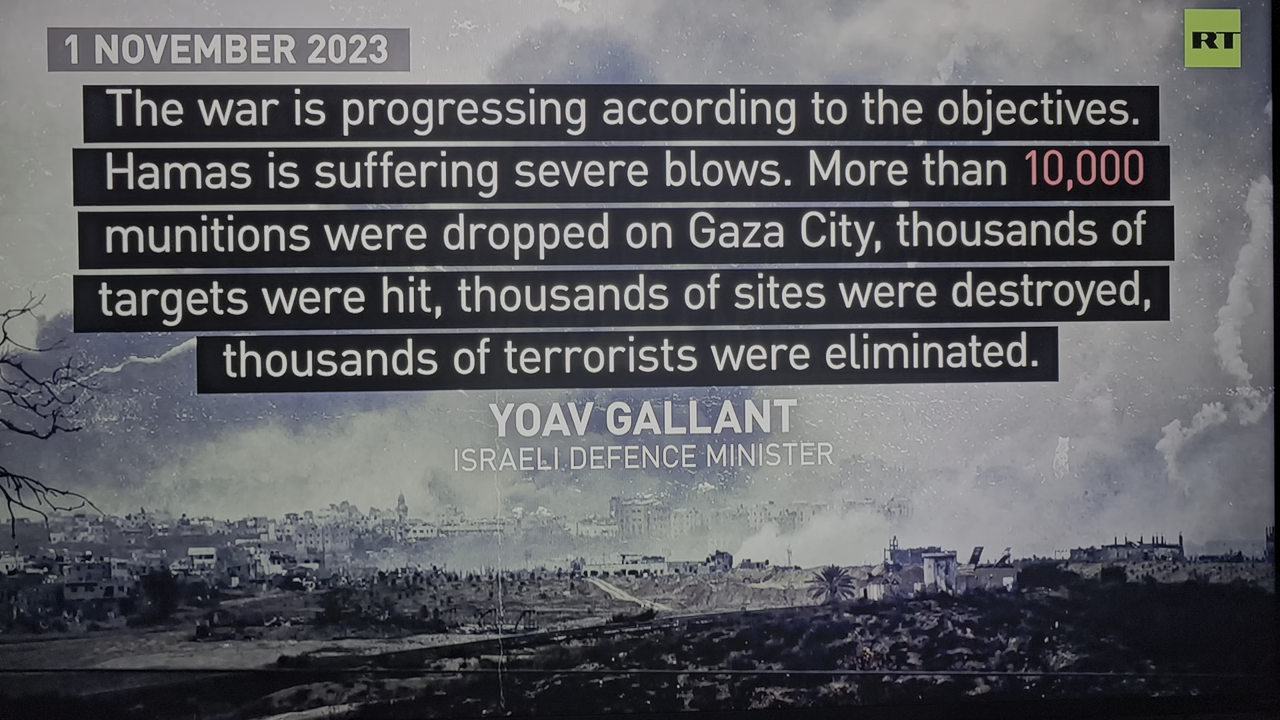 1 NOVEMBER 2023
RT
The war is progressing according to the objectives.
Hamas is suffering severe blows. More than 10,000
munitions were dropped on Gaza City, thousands of
targets were hit, thousands of sites were destroyed,
thousands of terrorists were eliminated.
YOAV GALLANT
ISRAELI DEFENCE MINISTER